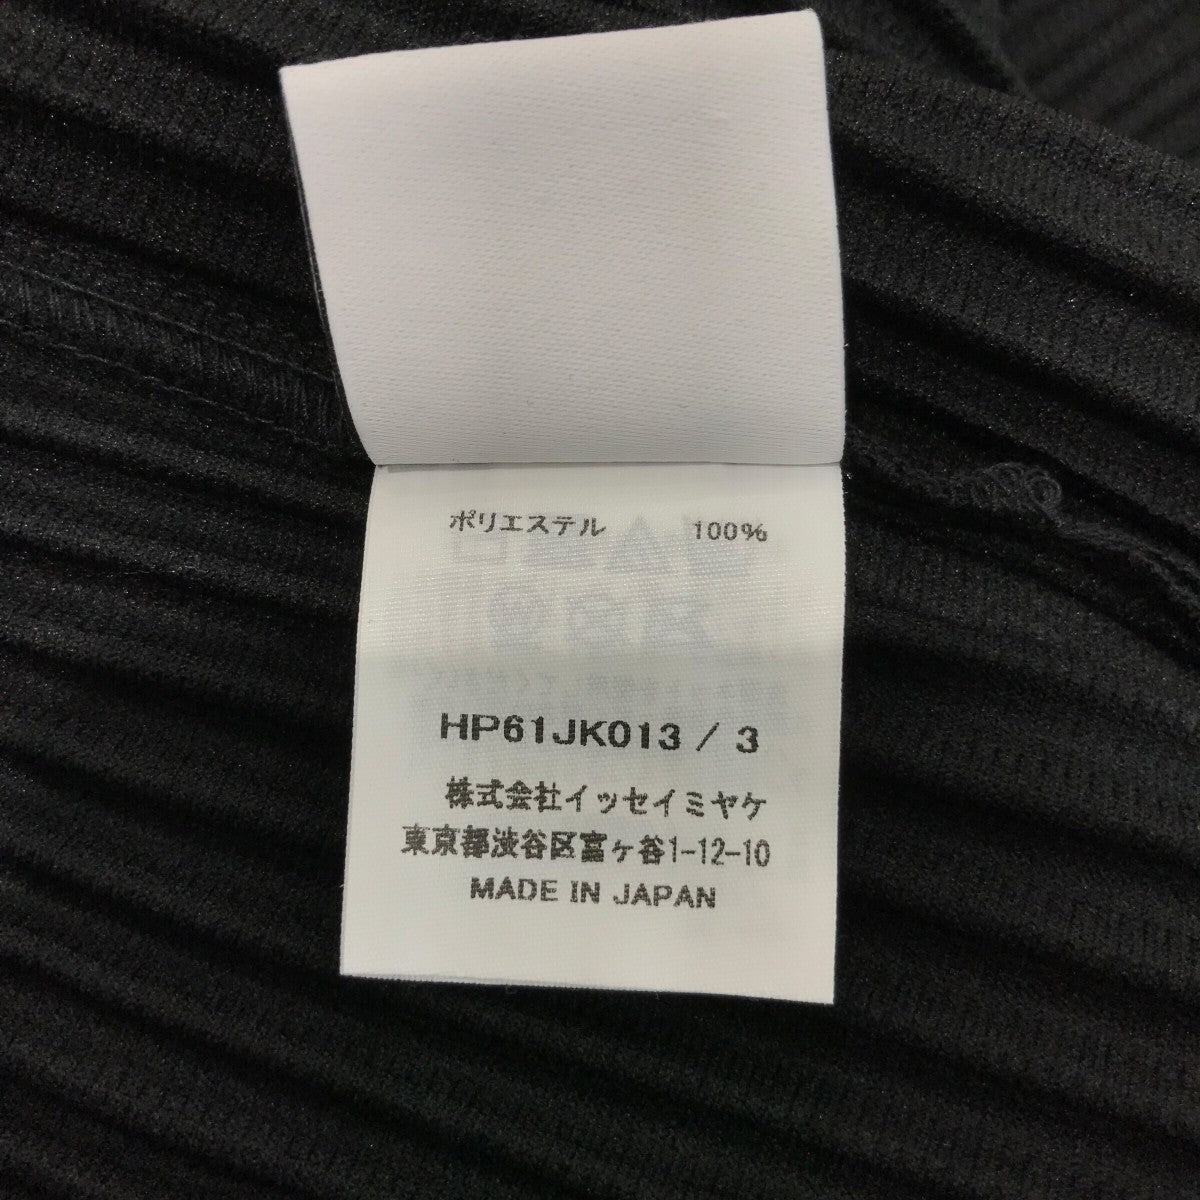 ポリエステル 100%
HP61JK013 / 3
株式会社イッセイミヤケ
東京都渋谷区富ヶ谷1-12-10
MADE IN JAPAN